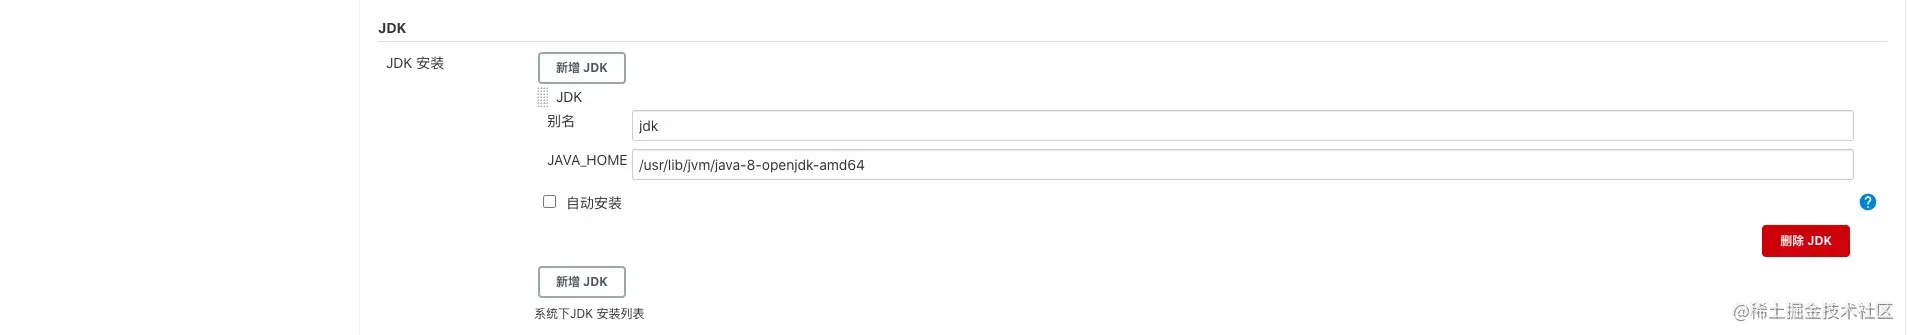 JDK
JDK 安装
新增 JDK
JDK
别名
jdk
JAVA_HOME
/usr/lib/jvm/java-8-openjdk-amd64
自动安装
?
删除 JDK
新增 JDK
系统下JDK 安装列表
@稀土掘金技术社区